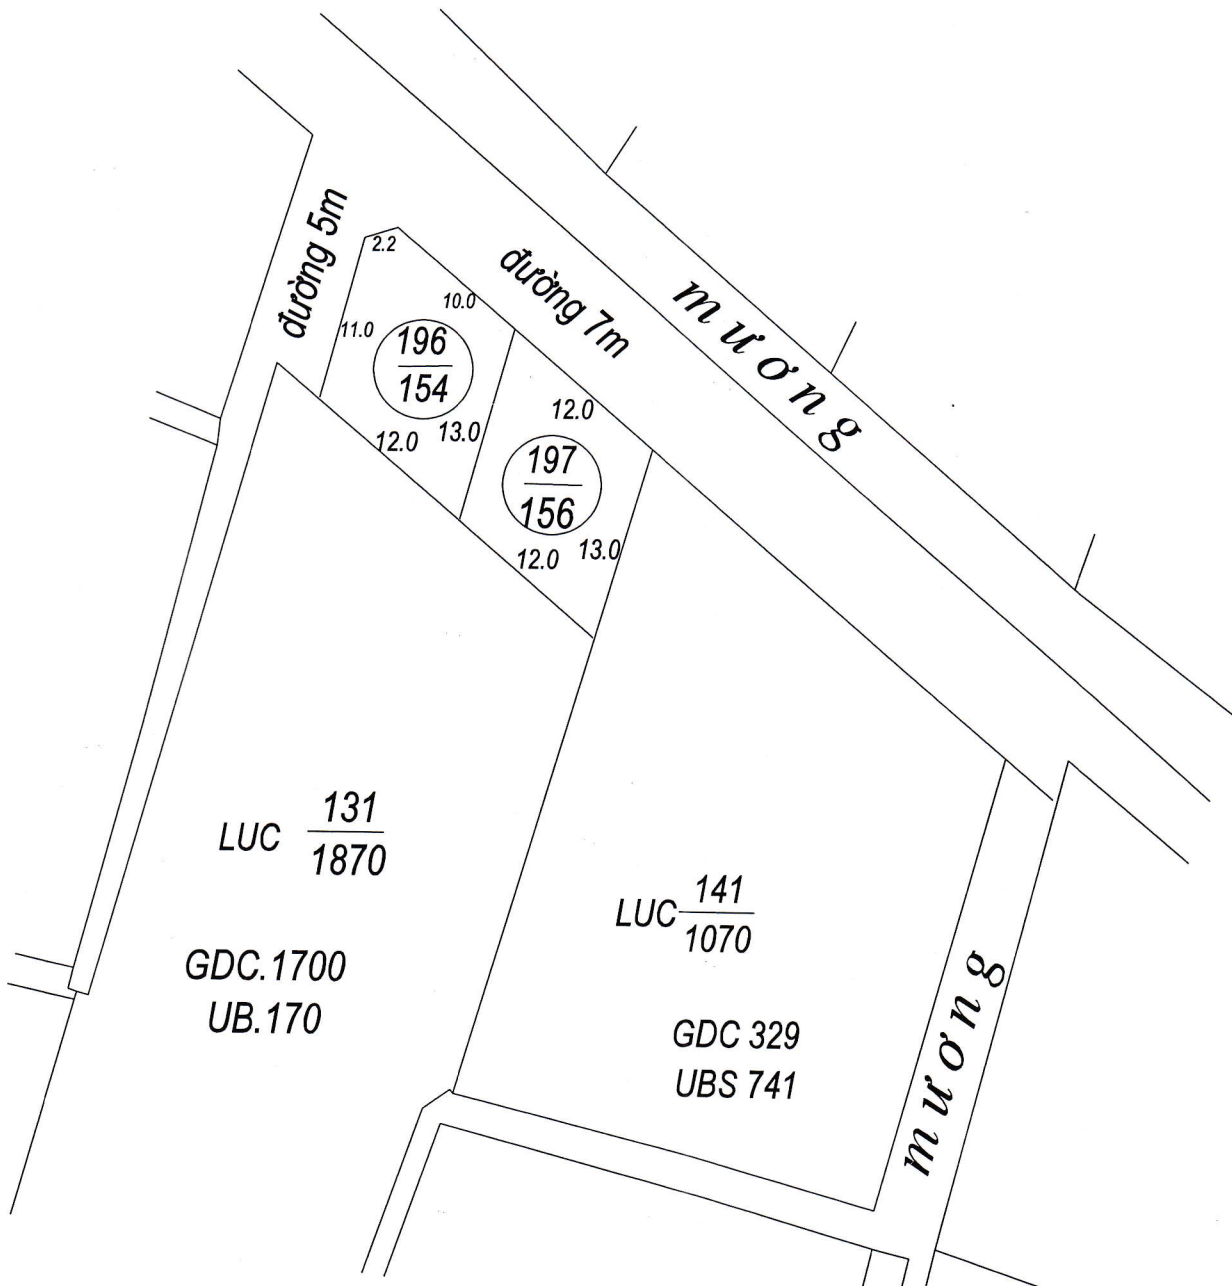 đường 5m
2.2
10.0
11.0
196
154
12.0
13.0
đường 7m
mương
12.0
197
156
12.0
13.0
LUC 131
1870
GDC.1700
UB.170
LUC 141
1070
GDC 329
UBS 741
mương